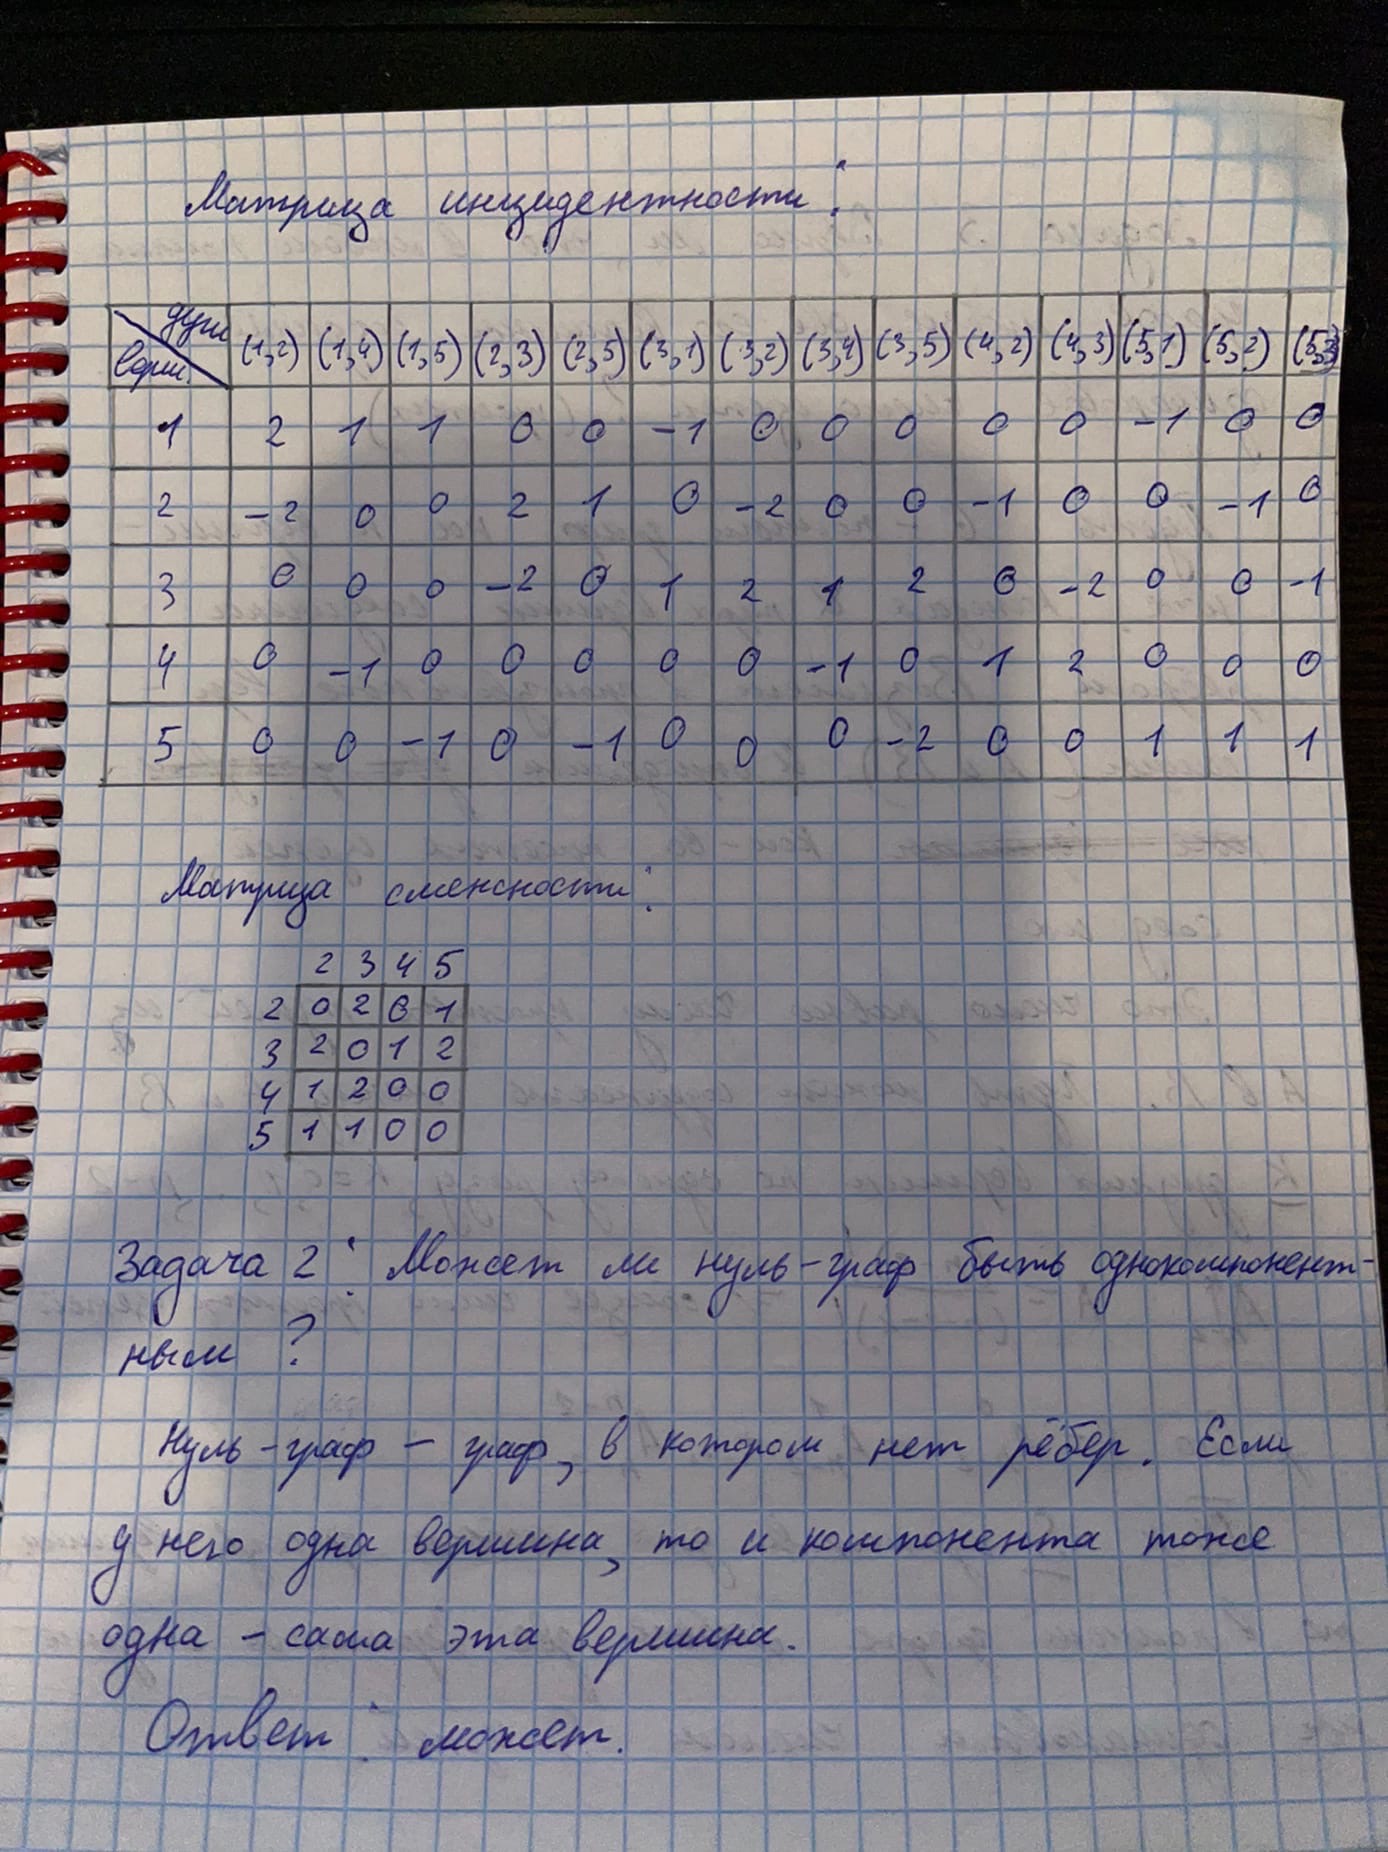 Матрица инцидентности:
дуги (1,2) (1,4) (1,5) (2,3) (2,5) (3,1) (3,2) (3,4) (3,5) (4,2) (4,3) (5,1) (5,2) (5,3)
верш.
1 2 1 1 0 0 -1 0 0 0 0 0 -1 0 0
2 -2 0 0 2 1 0 -2 0 0 -1 0 0 -1 0
3 0 0 0 -2 0 1 2 1 2 0 -2 0 0 -1
4 0 -1 0 0 0 0 0 -1 0 1 2 0 0 0
5 0 0 -1 0 -1 0 0 0 -2 0 0 1 1 1
Матрица смежности:
2 3 4 5
2 0 2 0 1
3 2 0 1 2
4 1 2 0 0
5 1 1 0 0
Задача 2: Может ли нуль-граф быть однокомпонент-
ным ?
Нуль-граф - граф, в котором нет рёбер. Если
у него одна вершина, то и компонента тоже
одна - сама эта вершина.
Ответ: может.